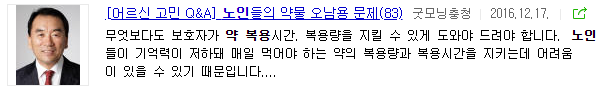 [어르신 고민 Q&A] 노인들의 약물 오남용 문제(83) 굿모닝충청 | 2016.12.17. |
무엇보다도 보호자가 약 복용시간, 복용량을 지킬 수 있게 도와야 드려야 합니다. 노인
들이 기억력이 저하돼 매일 먹어야 하는 약의 복용량과 복용시간을 지키는데 어려움
이 있을 수 있기 때문입니다....